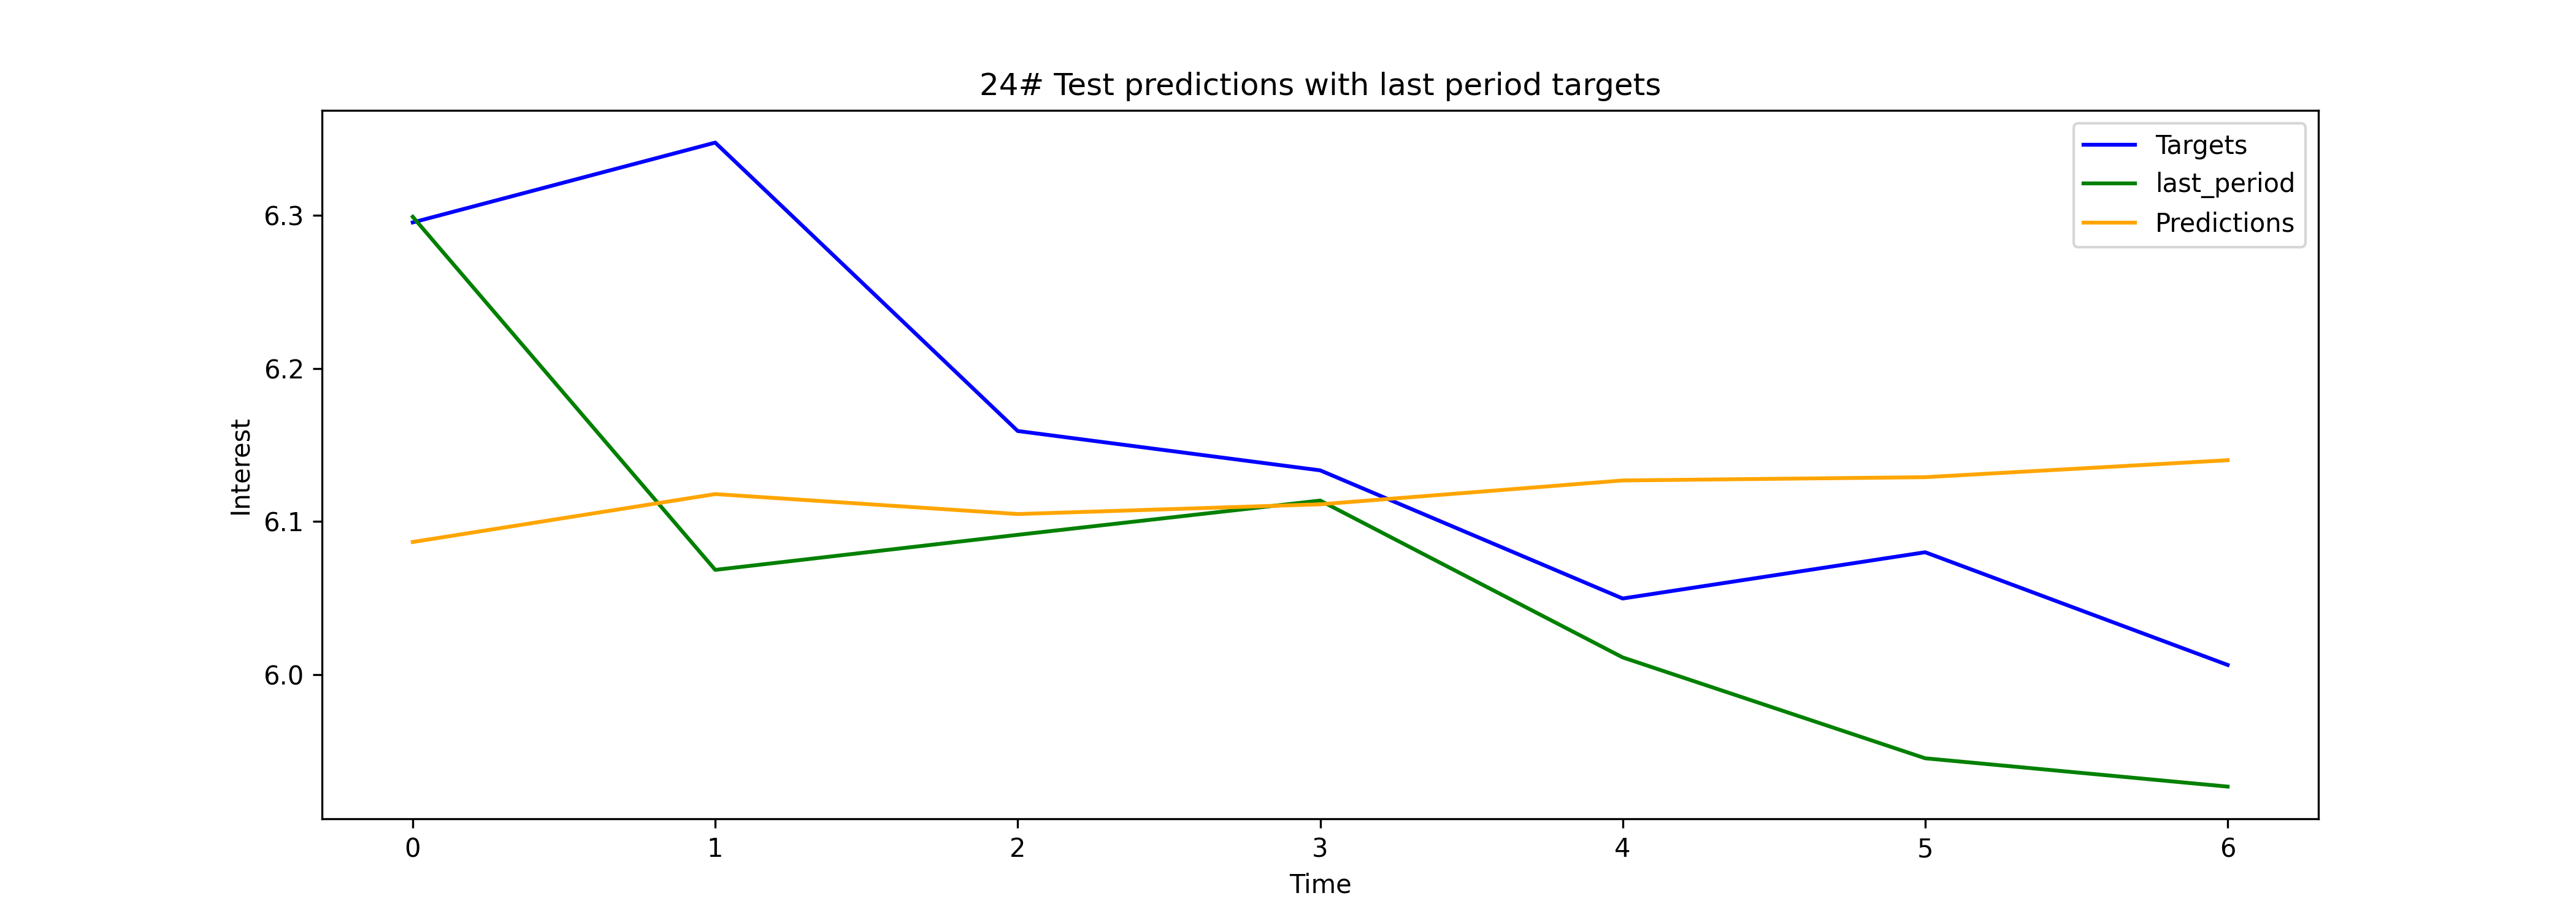 24# Test predictions with last period targets
Targets
last_period
Predictions
Interest
6.3
6.2
6.1
6.0
0 1 2 3 4 5 6
Time